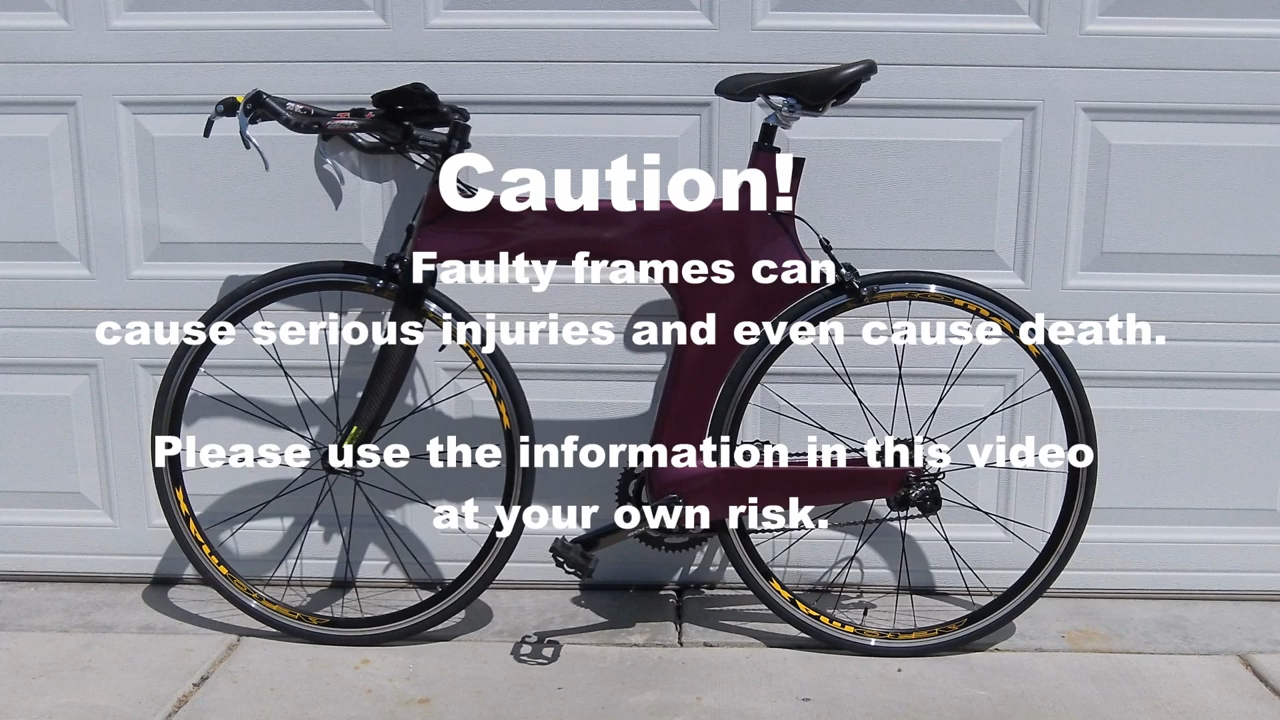 Caution!
Faulty frames can
cause serious injuries and even cause death.
Please use the information in this video
at your own risk.